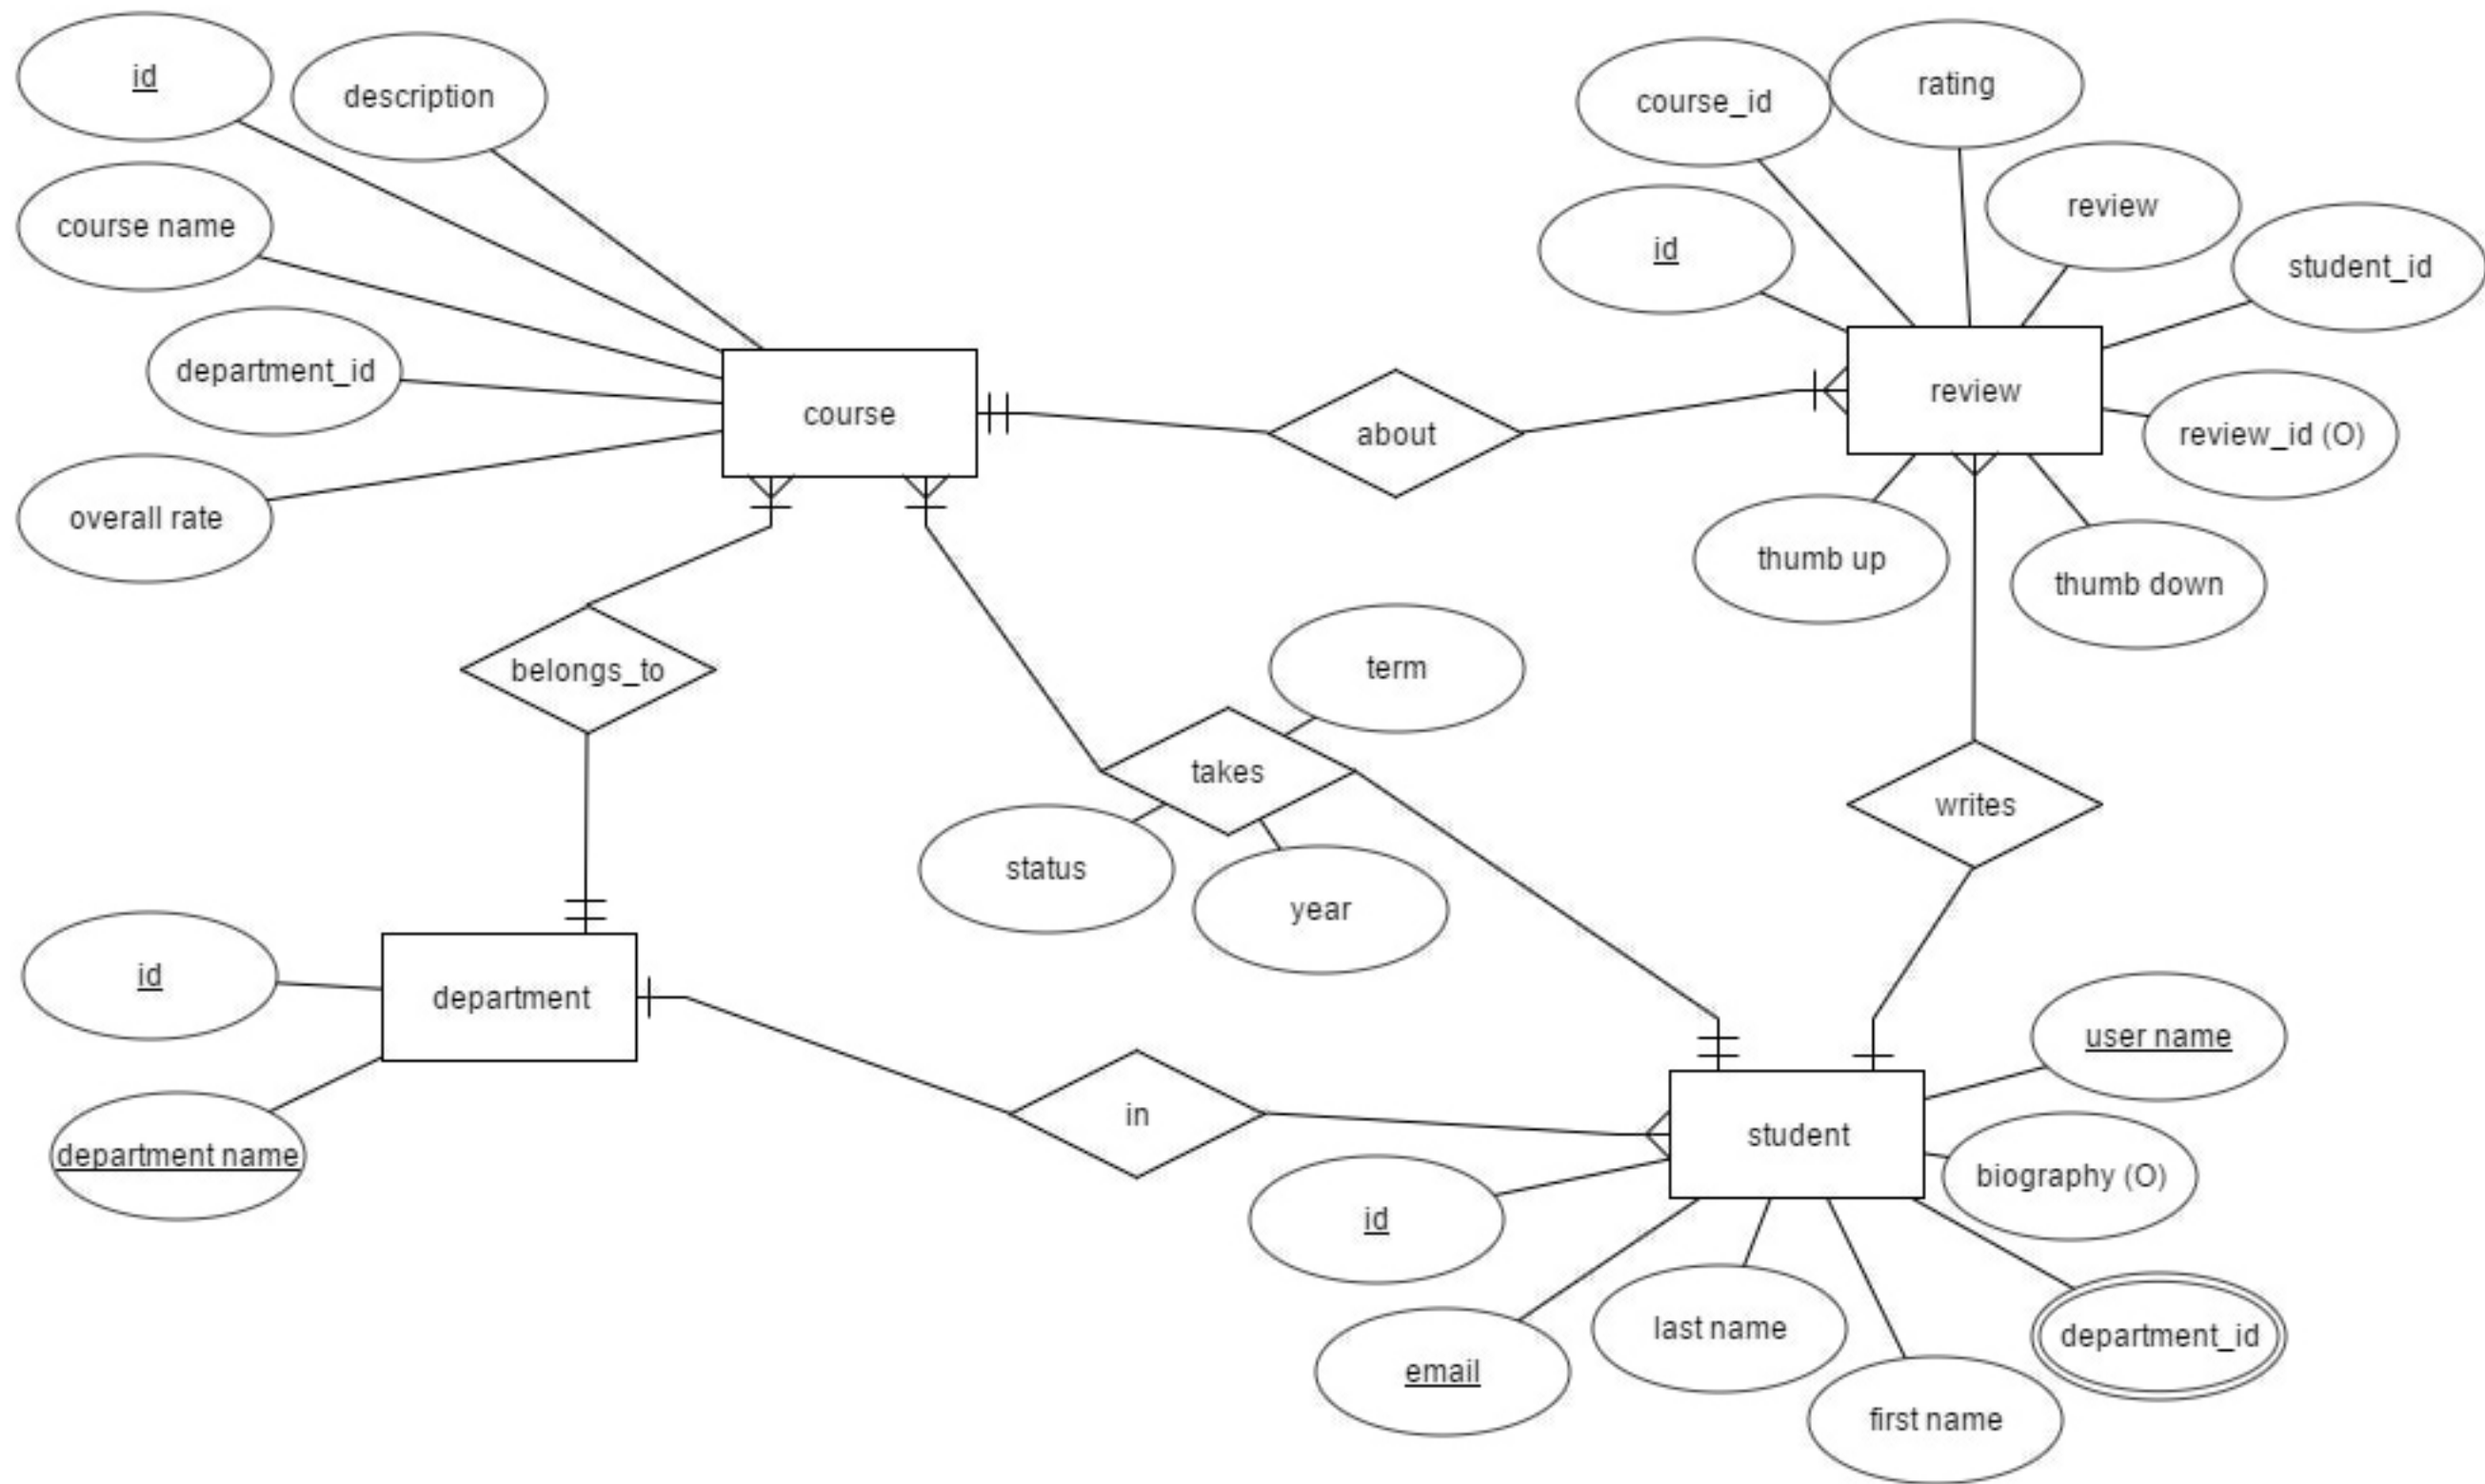 id
description
course name
department_id
overall rate
course
about
course_id
rating
review
student_id
id
review
review_id (O)
thumb up
thumb down
belongs_to
term
takes
status
year
writes
id
department
department name
in
student
user name
biography (O)
id
email
last name
first name
department_id